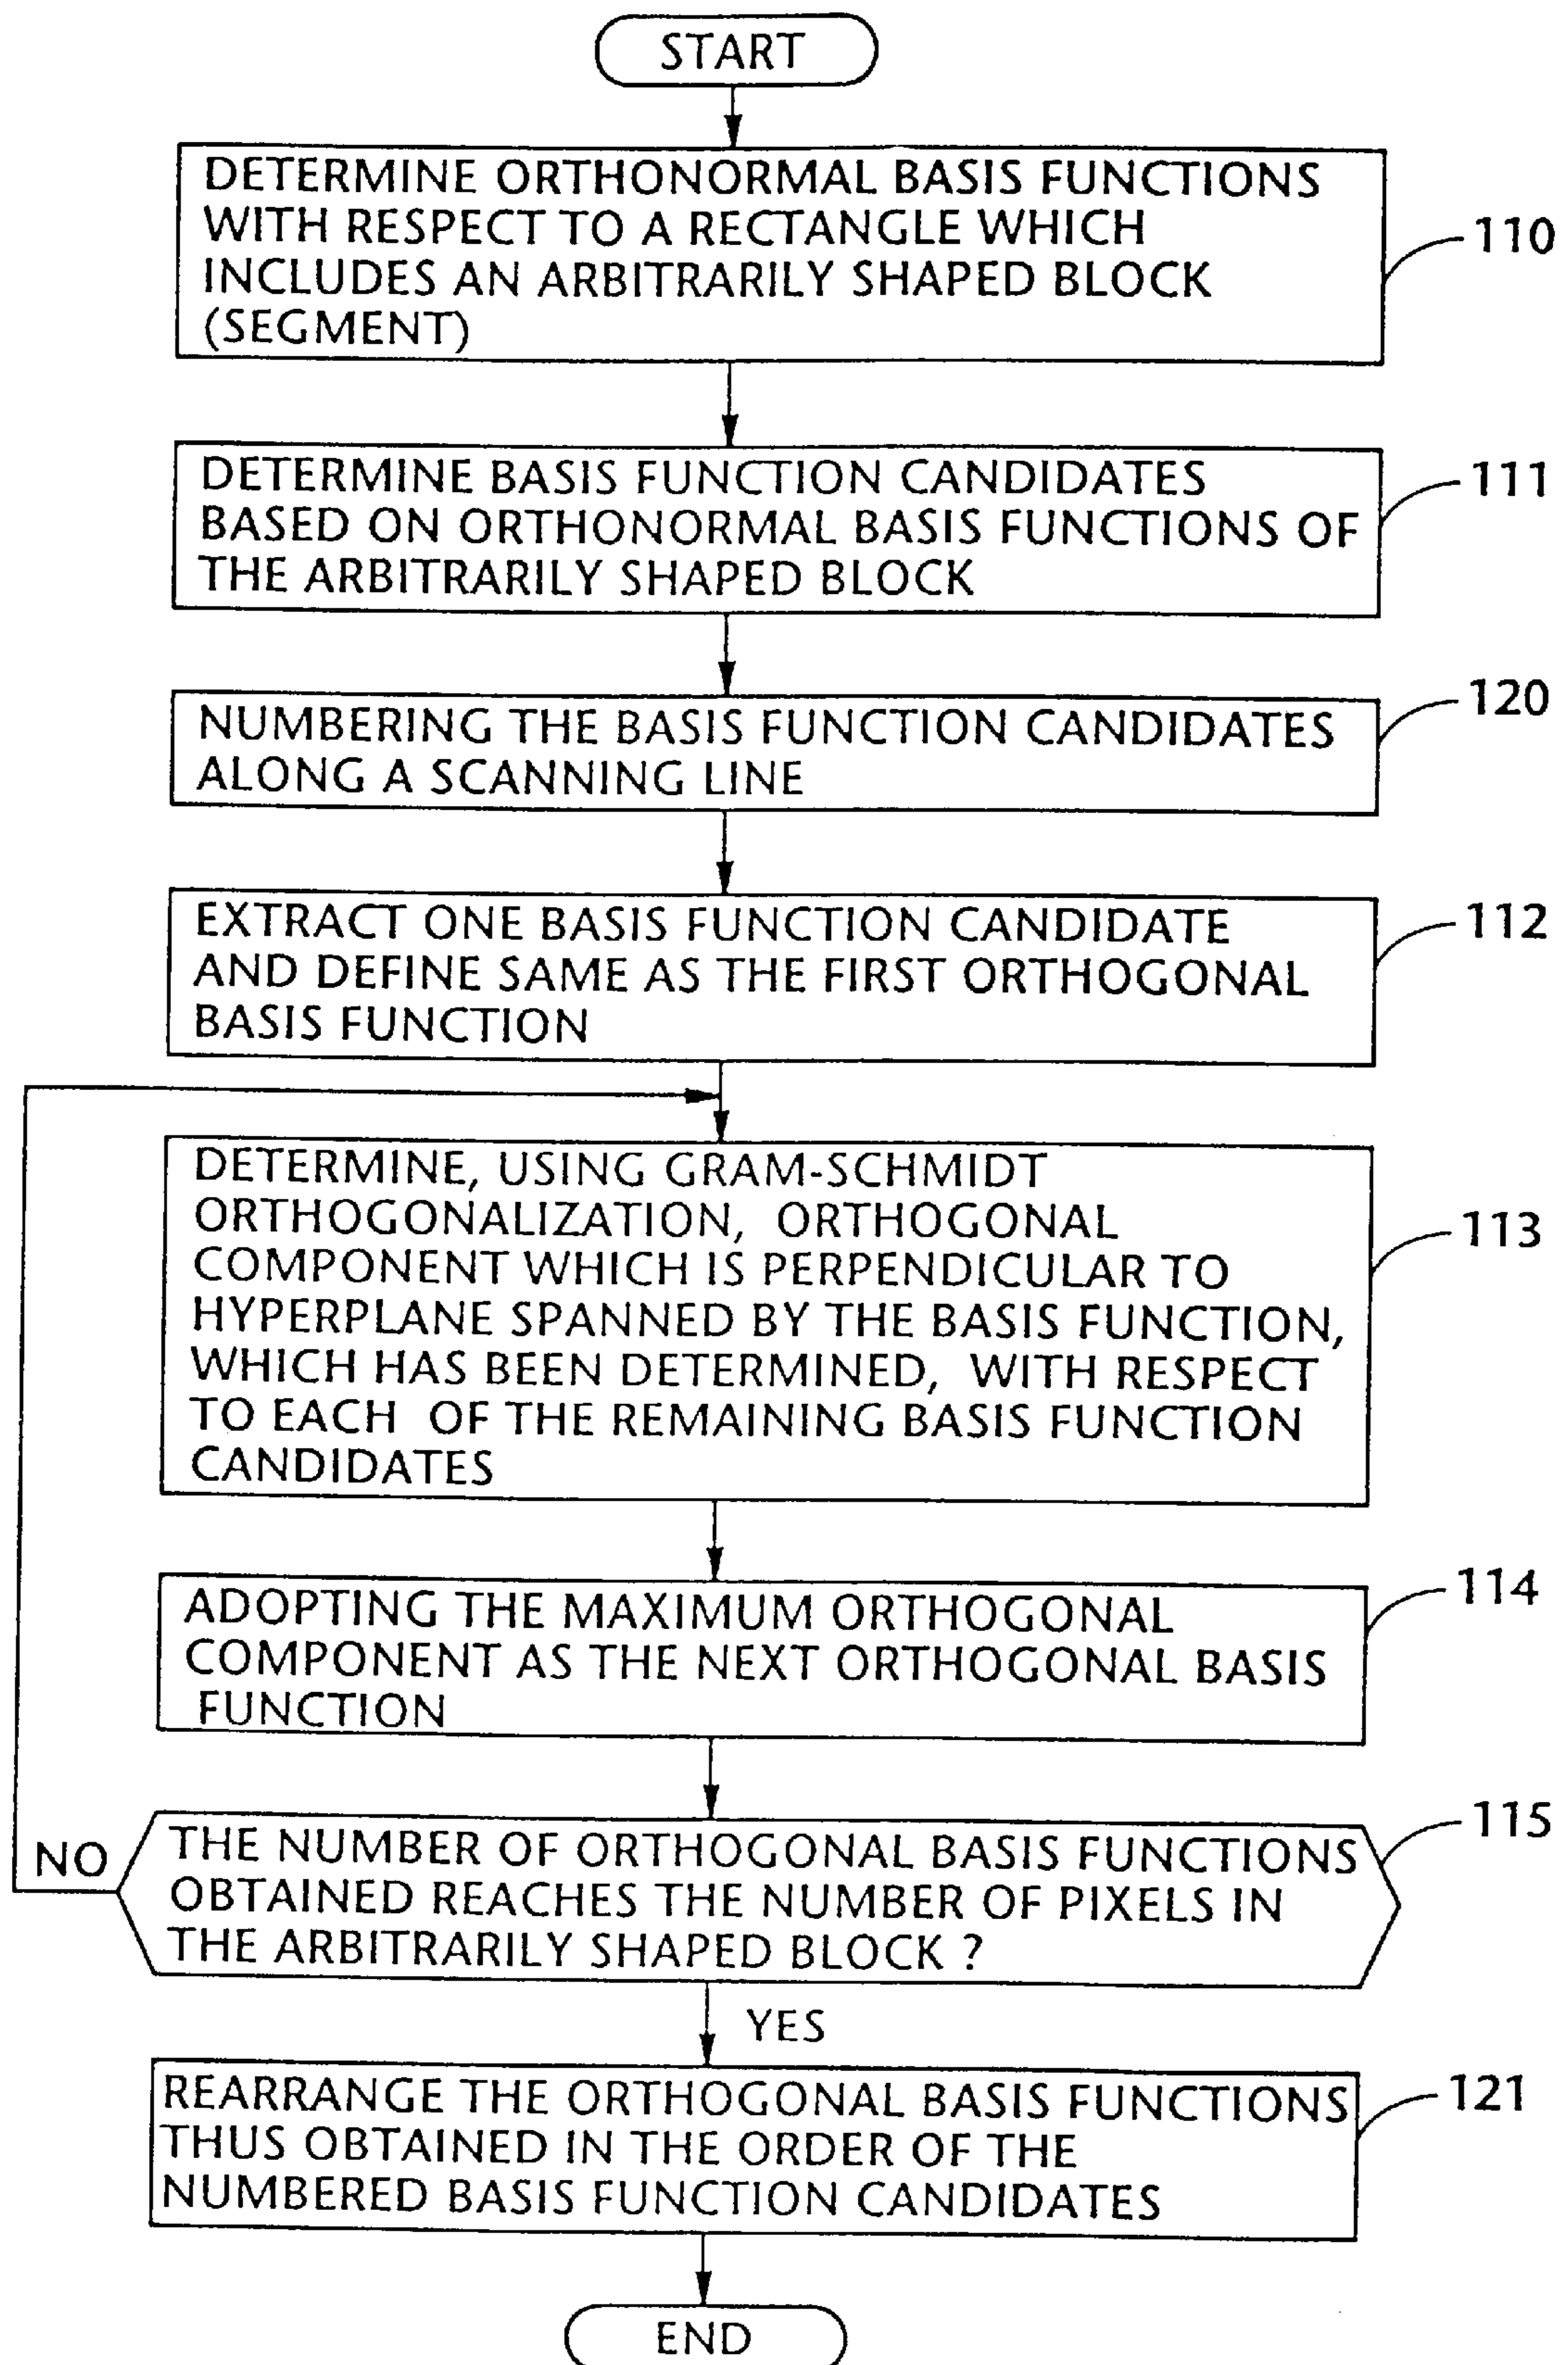 START
DETERMINE ORTHONORMAL BASIS FUNCTIONS
WITH RESPECT TO A RECTANGLE WHICH
INCLUDES AN ARBITRARILY SHAPED BLOCK
(SEGMENT)
110
DETERMINE BASIS FUNCTION CANDIDATES
BASED ON ORTHONORMAL BASIS FUNCTIONS OF
THE ARBITRARILY SHAPED BLOCK
111
NUMBERING THE BASIS FUNCTION CANDIDATES
ALONG A SCANNING LINE
120
EXTRACT ONE BASIS FUNCTION CANDIDATE
AND DEFINE SAME AS THE FIRST ORTHOGONAL
BASIS FUNCTION
112
DETERMINE, USING GRAM-SCHMIDT
ORTHOGONALIZATION, ORTHOGONAL
COMPONENT WHICH IS PERPENDICULAR TO
HYPERPLANE SPANNED BY THE BASIS FUNCTION,
WHICH HAS BEEN DETERMINED, WITH RESPECT
TO EACH OF THE REMAINING BASIS FUNCTION
CANDIDATES
113
ADOPTING THE MAXIMUM ORTHOGONAL
COMPONENT AS THE NEXT ORTHOGONAL BASIS
FUNCTION
114
NO
THE NUMBER OF ORTHOGONAL BASIS FUNCTIONS
OBTAINED REACHES THE NUMBER OF PIXELS IN
THE ARBITRARILY SHAPED BLOCK ?
115
YES
REARRANGE THE ORTHOGONAL BASIS FUNCTIONS
THUS OBTAINED IN THE ORDER OF THE
NUMBERED BASIS FUNCTION CANDIDATES
121
END